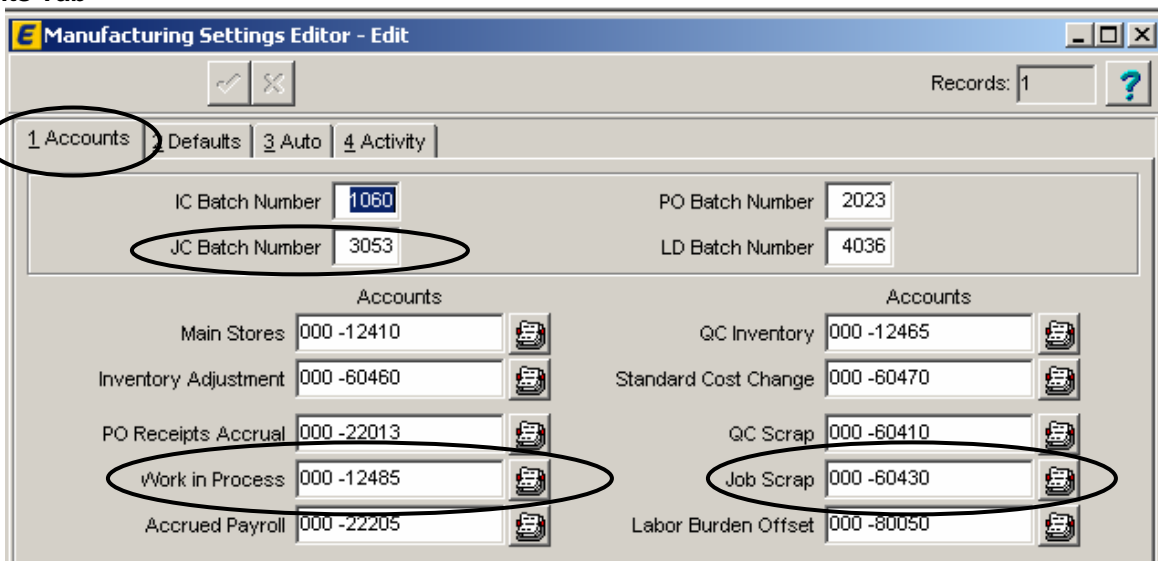 Manufacturing Settings Editor - Edit
Records: 1
1 Accounts 2 Defaults 3 Auto 4 Activity
IC Batch Number 1060 PO Batch Number 2023
JC Batch Number 3053 LD Batch Number 4036
Accounts Accounts
Main Stores 000 -12410 QC Inventory 000 -12465
Inventory Adjustment 000 -60460 Standard Cost Change 000 -60470
PO Receipts Accrual 000 -22013 QC Scrap 000 -60410
Work in Process 000 -12485 Job Scrap 000 -60430
Accrued Payroll 000 -22205 Labor Burden Offset 000 -80050